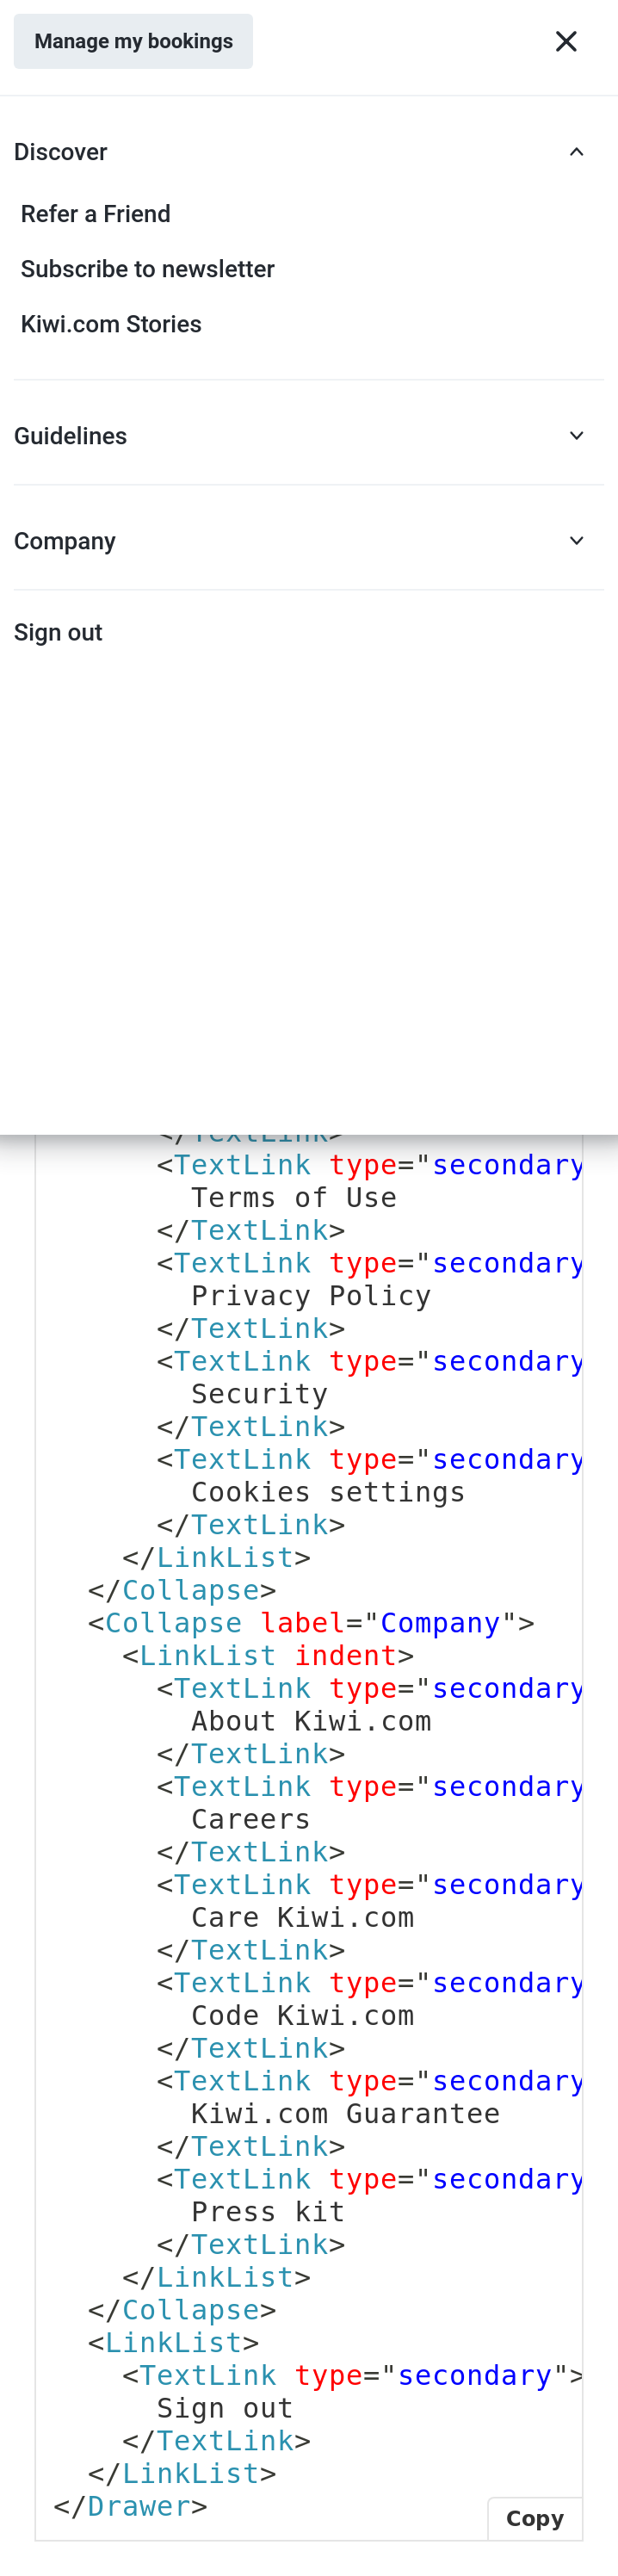 Manage my bookings
Discover
Refer a Friend
Subscribe to newsletter
Kiwi.com Stories
Guidelines
Company
Sign out
</TextLink>
<TextLink type="secondary
Terms of Use
</TextLink>
<TextLink type="secondary
Privacy Policy
</TextLink>
<TextLink type="secondary
Security
</TextLink>
<TextLink type="secondary
Cookies settings
</TextLink>
</LinkList>
</Collapse>
<Collapse label="Company">
<LinkList indent>
<TextLink type="secondary
About Kiwi.com
</TextLink>
<TextLink type="secondary
Careers
</TextLink>
<TextLink type="secondary
Care Kiwi.com
</TextLink>
<TextLink type="secondary
Code Kiwi.com
</TextLink>
<TextLink type="secondary
Kiwi.com Guarantee
</TextLink>
<TextLink type="secondary
Press kit
</TextLink>
</LinkList>
</Collapse>
<LinkList>
<TextLink type="secondary">
Sign out
</TextLink>
</LinkList>
</Drawer>
Copy